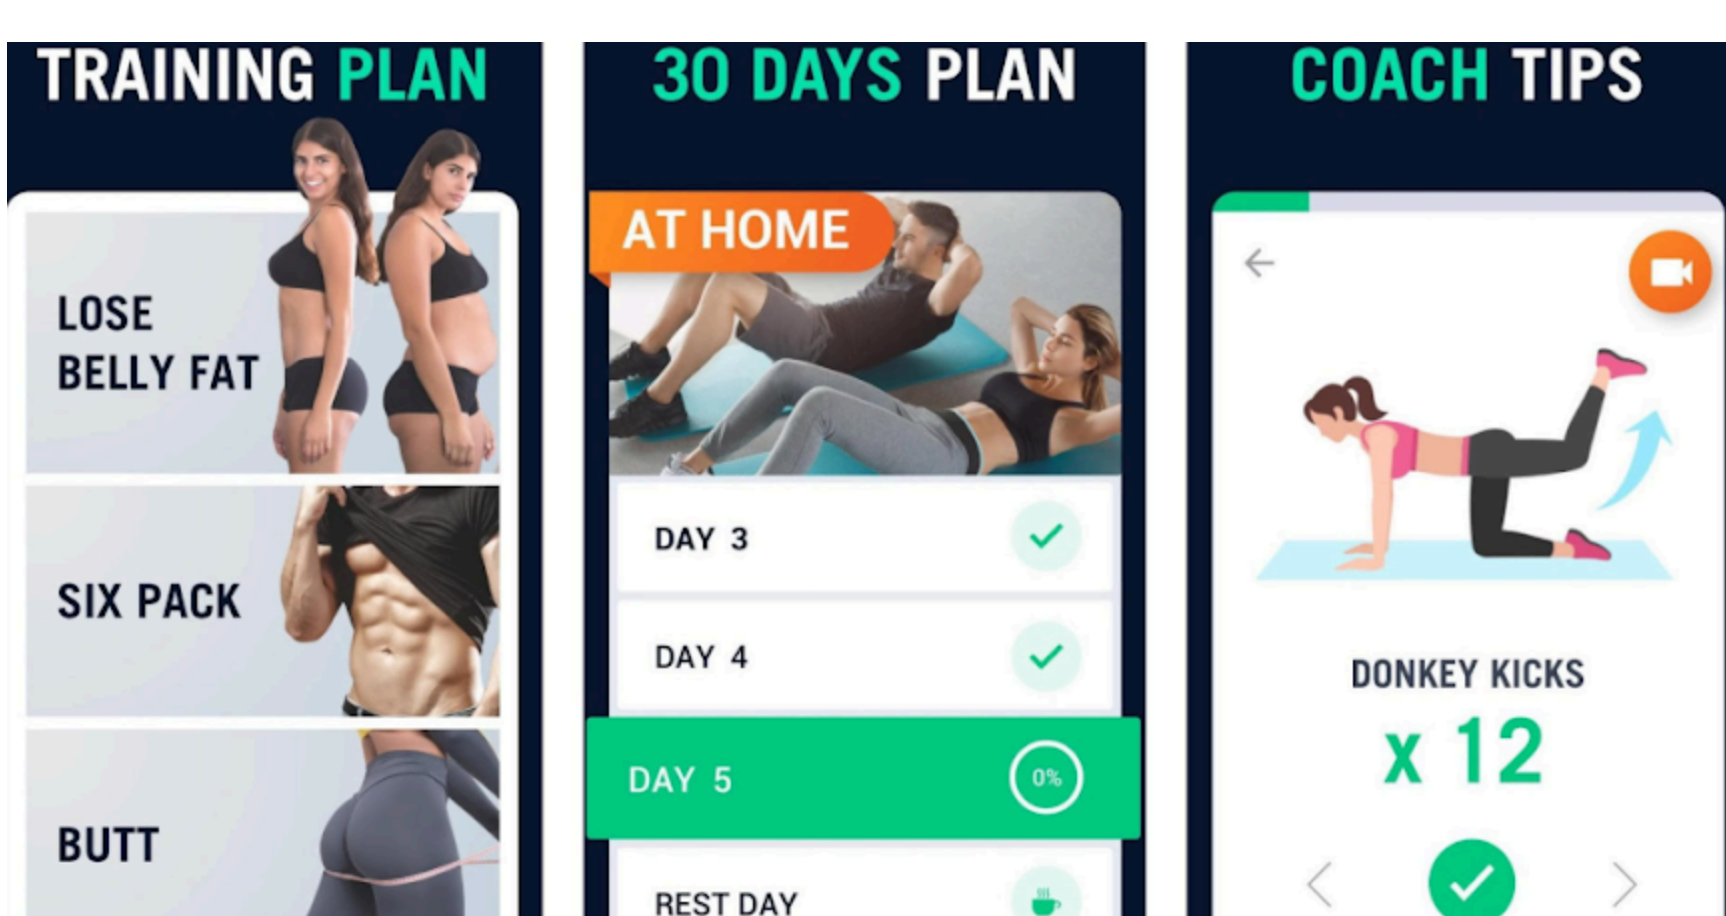 TRAINING PLAN
LOSE
BELLY FAT
SIX PACK
BUTT
30 DAYS PLAN
AT HOME
DAY 3
DAY 4
DAY 5
0%
REST DAY
COACH TIPS
DONKEY KICKS
x 12